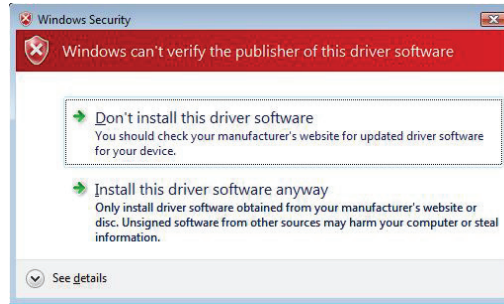 Windows Security
Windows can't verify the publisher of this driver software
Don't install this driver software
You should check your manufacturer's website for updated driver software
for your device.
Install this driver software anyway
Only install driver software obtained from your manufacturer's website or
disc. Unsigned software from other sources may harm your computer or steal
information.
See details